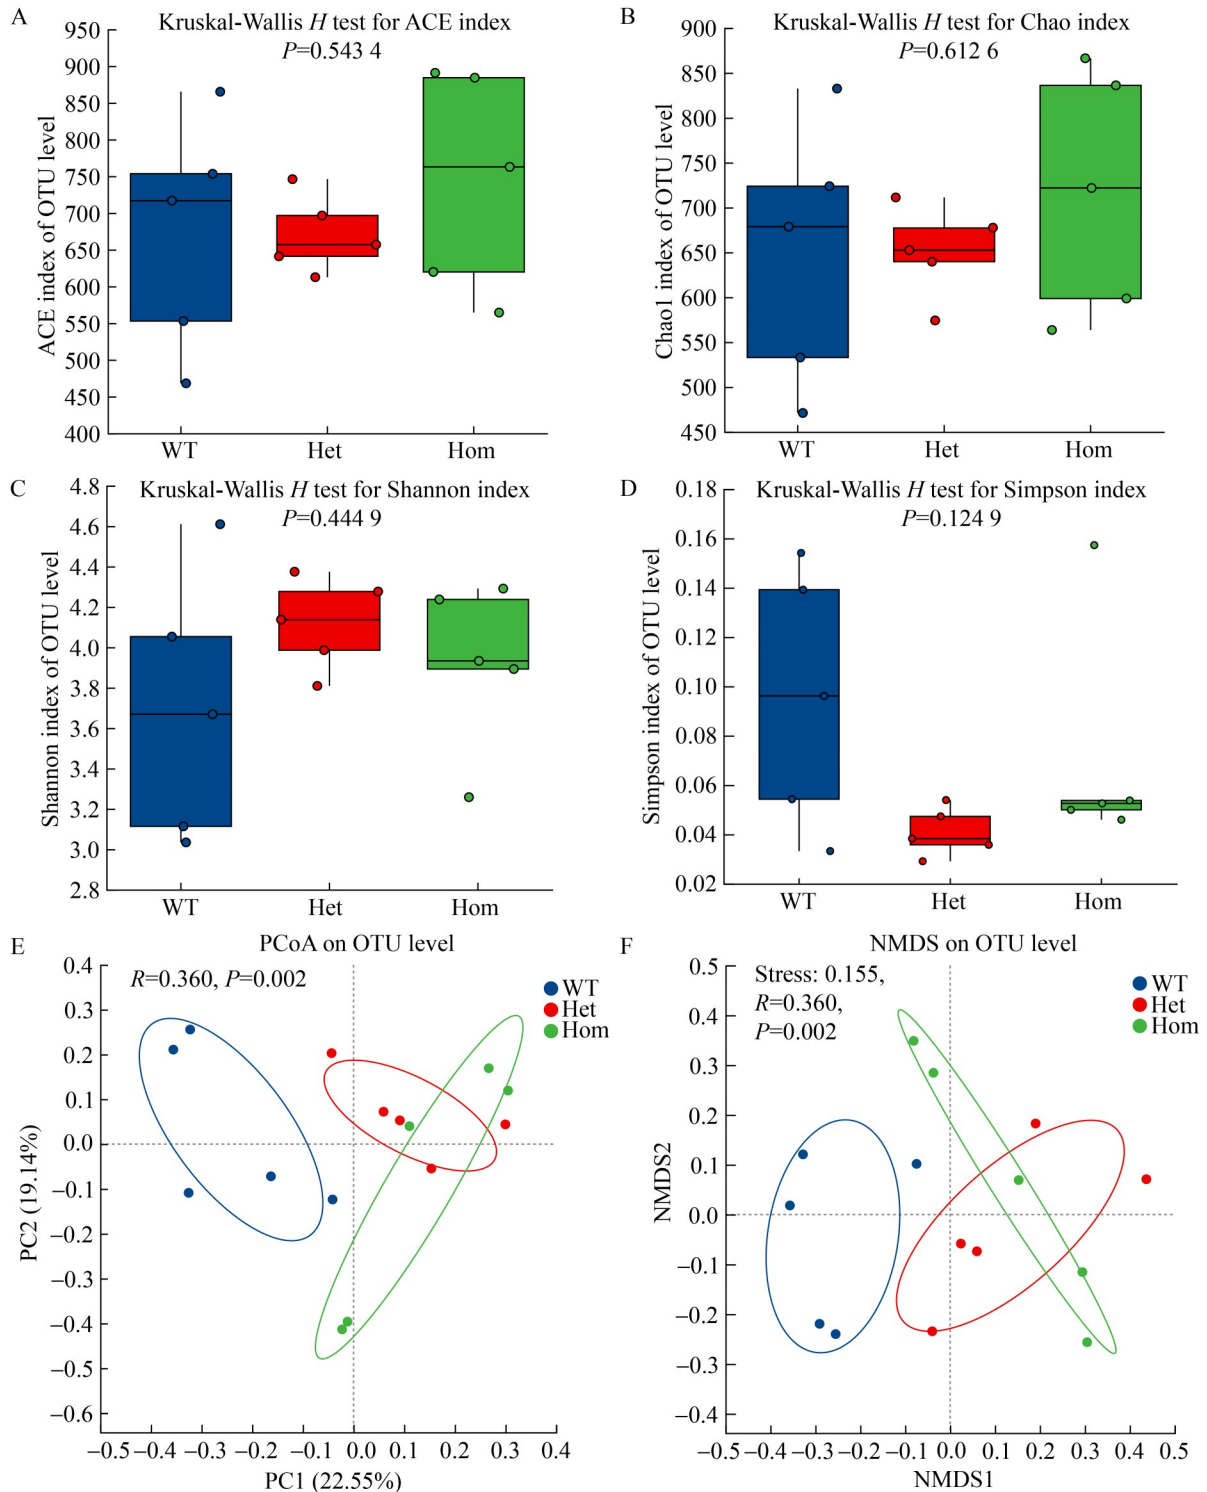 A
Kruskal-Wallis H test for ACE index
P=0.543 4
ACE index of OTU level
950
900
850
800
750
700
650
600
550
500
450
400
WT
Het
Hom
B
Kruskal-Wallis H test for Chao index
P=0.612 6
Chao1 index of OTU level
900
850
800
750
700
650
600
550
500
450
WT
Het
Hom
C
Kruskal-Wallis H test for Shannon index
P=0.444 9
Shannon index of OTU level
4.8
4.6
4.4
4.2
4.0
3.8
3.6
3.4
3.2
3.0
2.8
WT
Het
Hom
D
Kruskal-Wallis H test for Simpson index
P=0.124 9
Simpson index of OTU level
0.18
0.16
0.14
0.12
0.10
0.08
0.06
0.04
0.02
WT
Het
Hom
E
PCoA on OTU level
R=0.360, P=0.002
WT
Het
Hom
PC2 (19.14%)
0.4
0.3
0.2
0.1
0.0
–0.1
–0.2
–0.3
–0.4
–0.5
–0.6
–0.5 –0.4 –0.3 –0.2 –0.1 0.0 0.1 0.2 0.3 0.4
PC1 (22.55%)
F
NMDS on OTU level
Stress: 0.155,
R=0.360,
P=0.002
WT
Het
Hom
NMDS2
0.5
0.4
0.3
0.2
0.1
0.0
–0.1
–0.2
–0.3
–0.4
–0.5 –0.4 –0.3 –0.2 –0.1 0.0 0.1 0.2 0.3 0.4 0.5
NMDS1